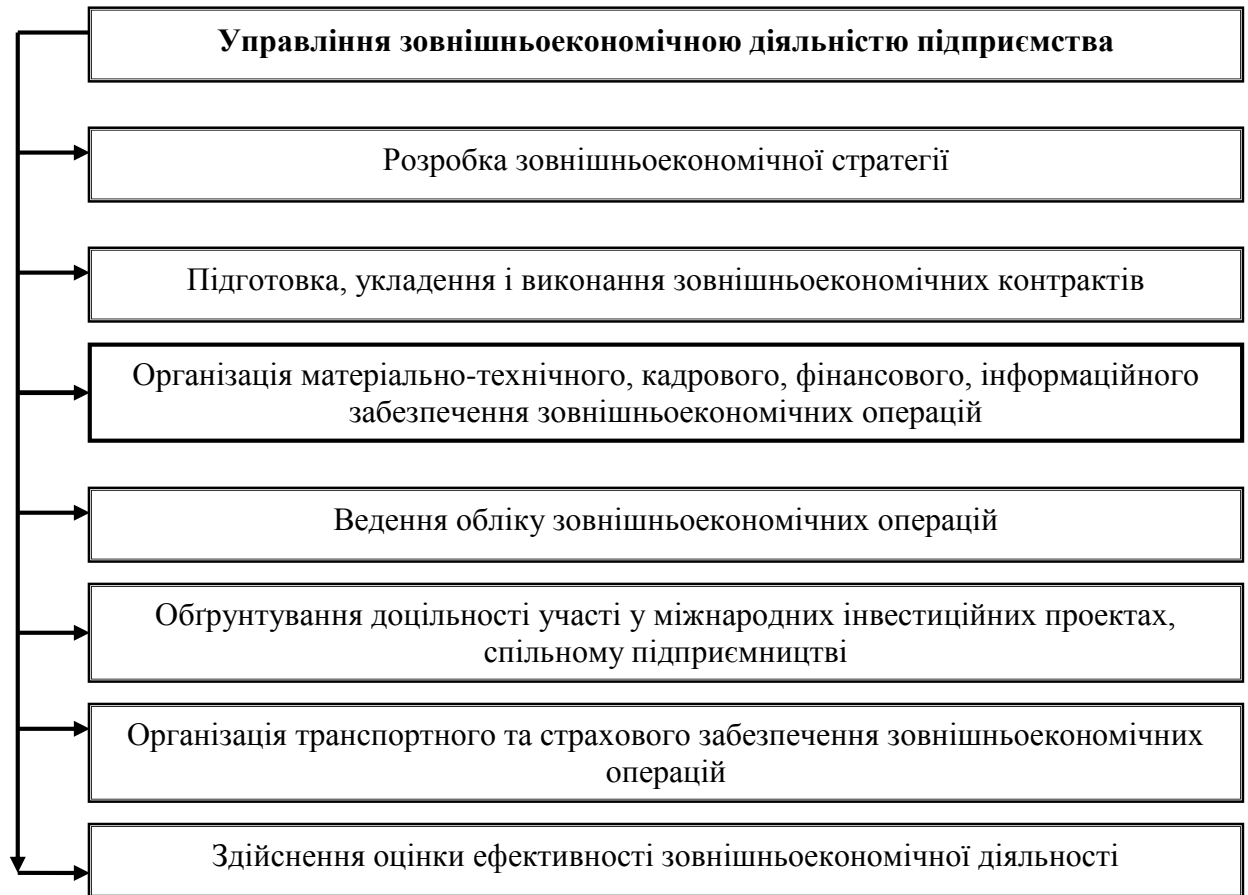 Управління зовнішньоекономічною діяльністю підприємства
Розробка зовнішньоекономічної стратегії
Підготовка, укладення і виконання зовнішньоекономічних контрактів
Організація матеріально-технічного, кадрового, фінансового, інформаційного
забезпечення зовнішньоекономічних операцій
Ведення обліку зовнішньоекономічних операцій
Обґрунтування доцільності участі у міжнародних інвестиційних проектах,
спільному підприємництві
Організація транспортного та страхового забезпечення зовнішньоекономічних
операцій
Здійснення оцінки ефективності зовнішньоекономічної діяльності